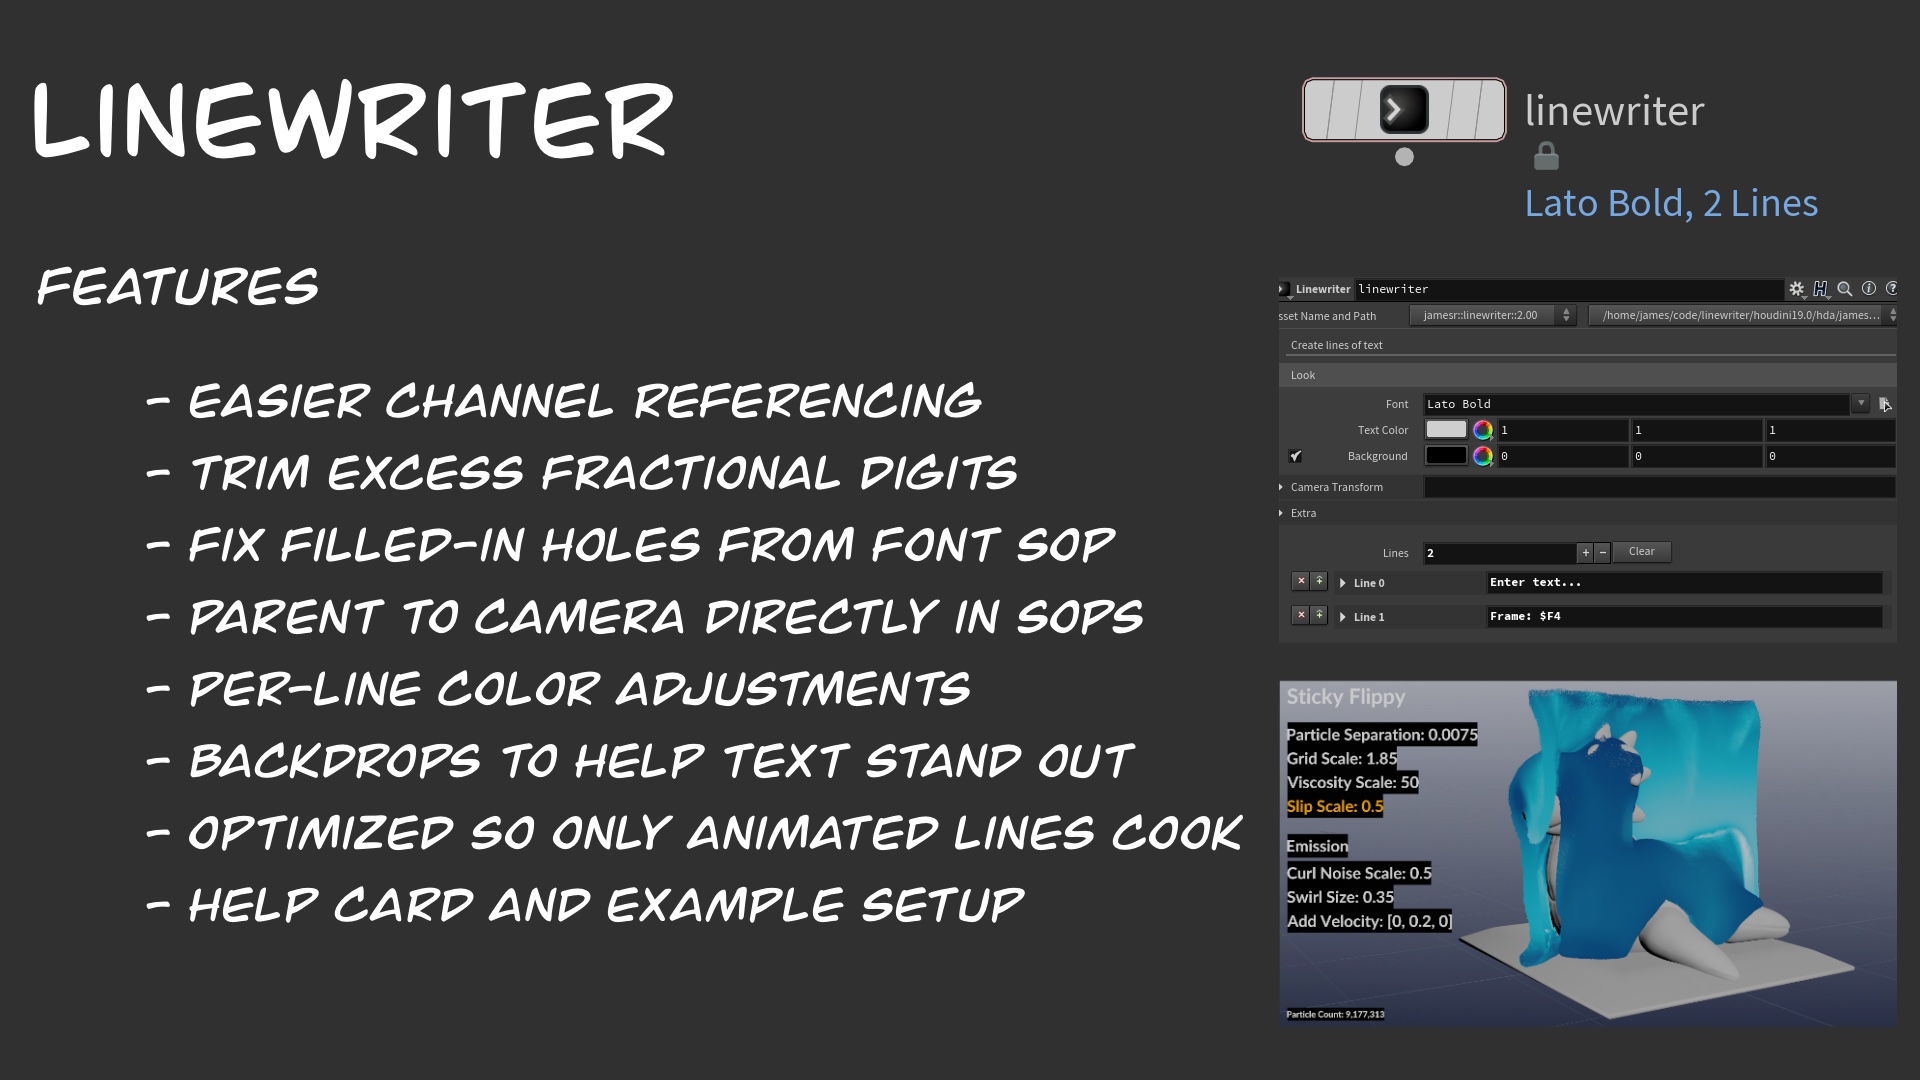 LINEWRITER
FEATURES
- EASIER CHANNEL REFERENCING
- TRIM EXCESS FRACTIONAL DIGITS
- FIX FILLED-IN HOLES FROM FONT SOP
- PARENT TO CAMERA DIRECTLY IN SOPS
- PER-LINE COLOR ADJUSTMENTS
- BACKDROPS TO HELP TEXT STAND OUT
- OPTIMIZED SO ONLY ANIMATED LINES COOK
- HELP CARD AND EXAMPLE SETUP
linewriter
Lato Bold, 2 Lines
Linewriter linewriter
sset Name and Path jamesr::linewriter::2.00 /home/james/code/linewriter/houdini19.0/hda/james...
Create lines of text
Look
Font Lato Bold
Text Color 1 1 1
Background 0 0 0
Camera Transform
Extra
Lines 2 + − Clear
Line 0 Enter text...
Line 1 Frame: $F4
Sticky Flippy
Particle Separation: 0.0075
Grid Scale: 1.85
Viscosity Scale: 50
Slip Scale: 0.5
Emission
Curl Noise Scale: 0.5
Swirl Size: 0.35
Add Velocity: [0, 0.2, 0]
Particle Count: 9,177,313